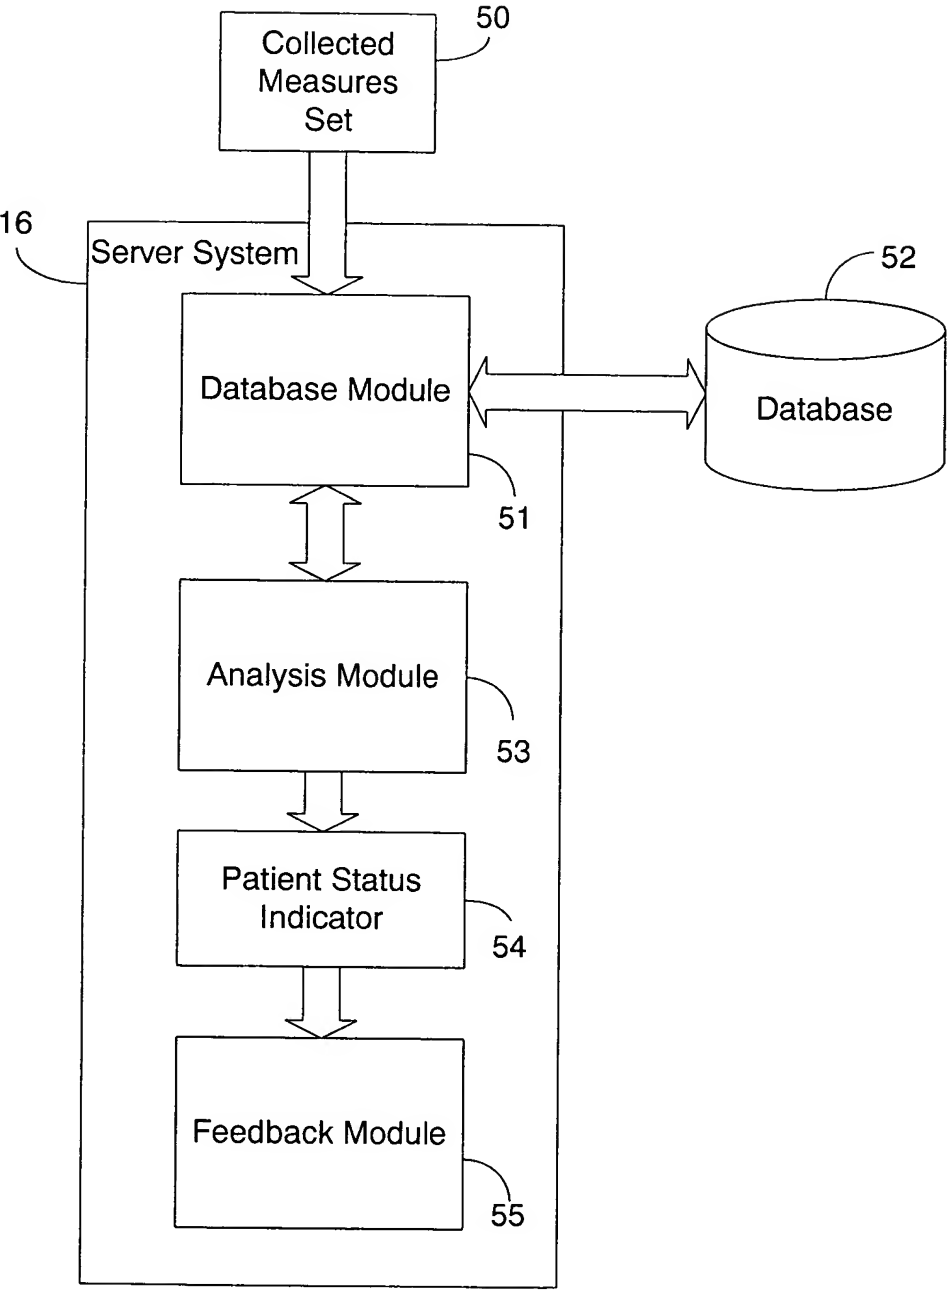 50
Collected
Measures
Set
16
Server System
52
Database Module
Database
51
Analysis Module
53
Patient Status
Indicator
54
Feedback Module
55